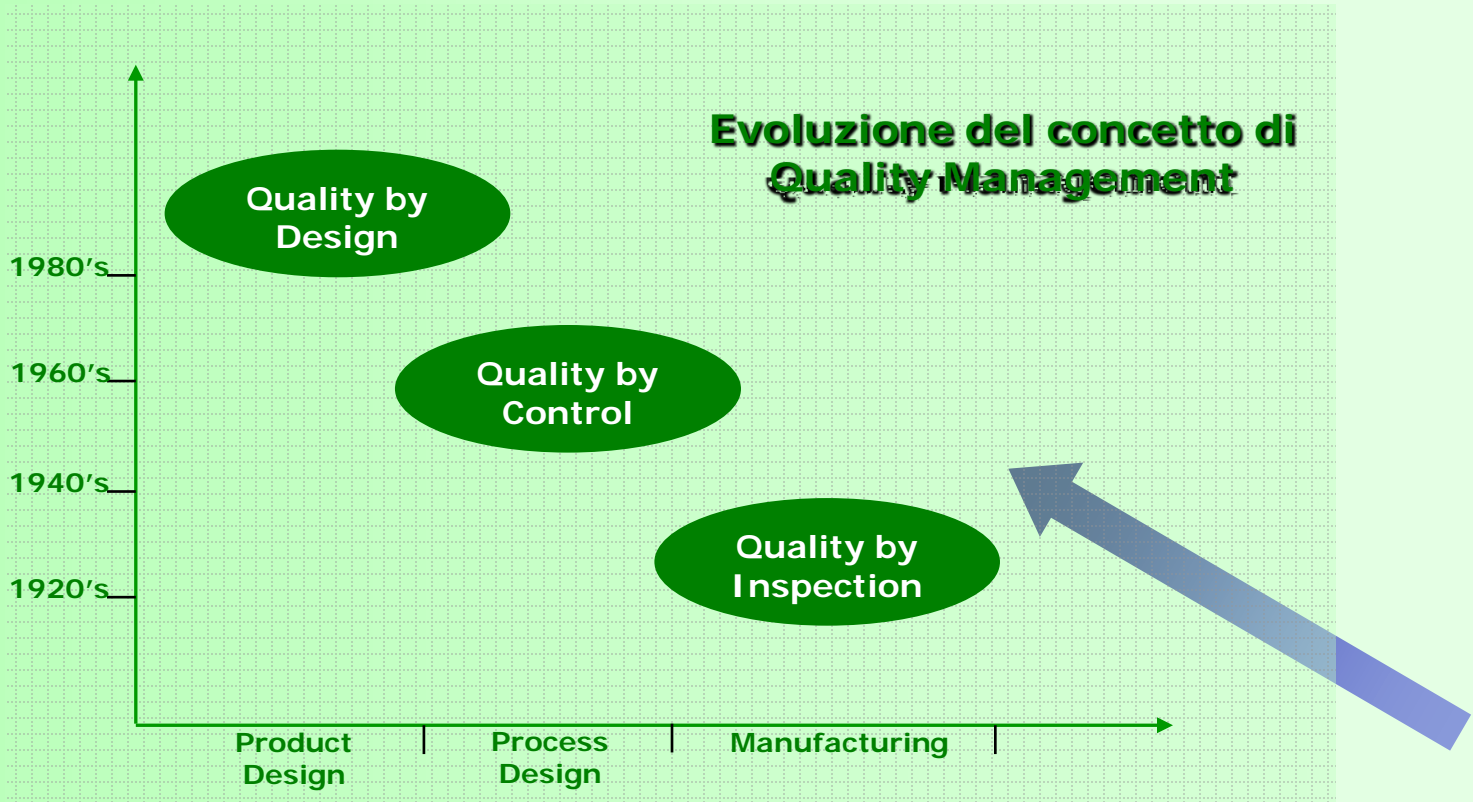 Evoluzione del concetto di
Quality Management
Quality by
Design
1980's
1960's
Quality by
Control
1940's
Quality by
Inspection
1920's
Product
Design
Process
Design
Manufacturing